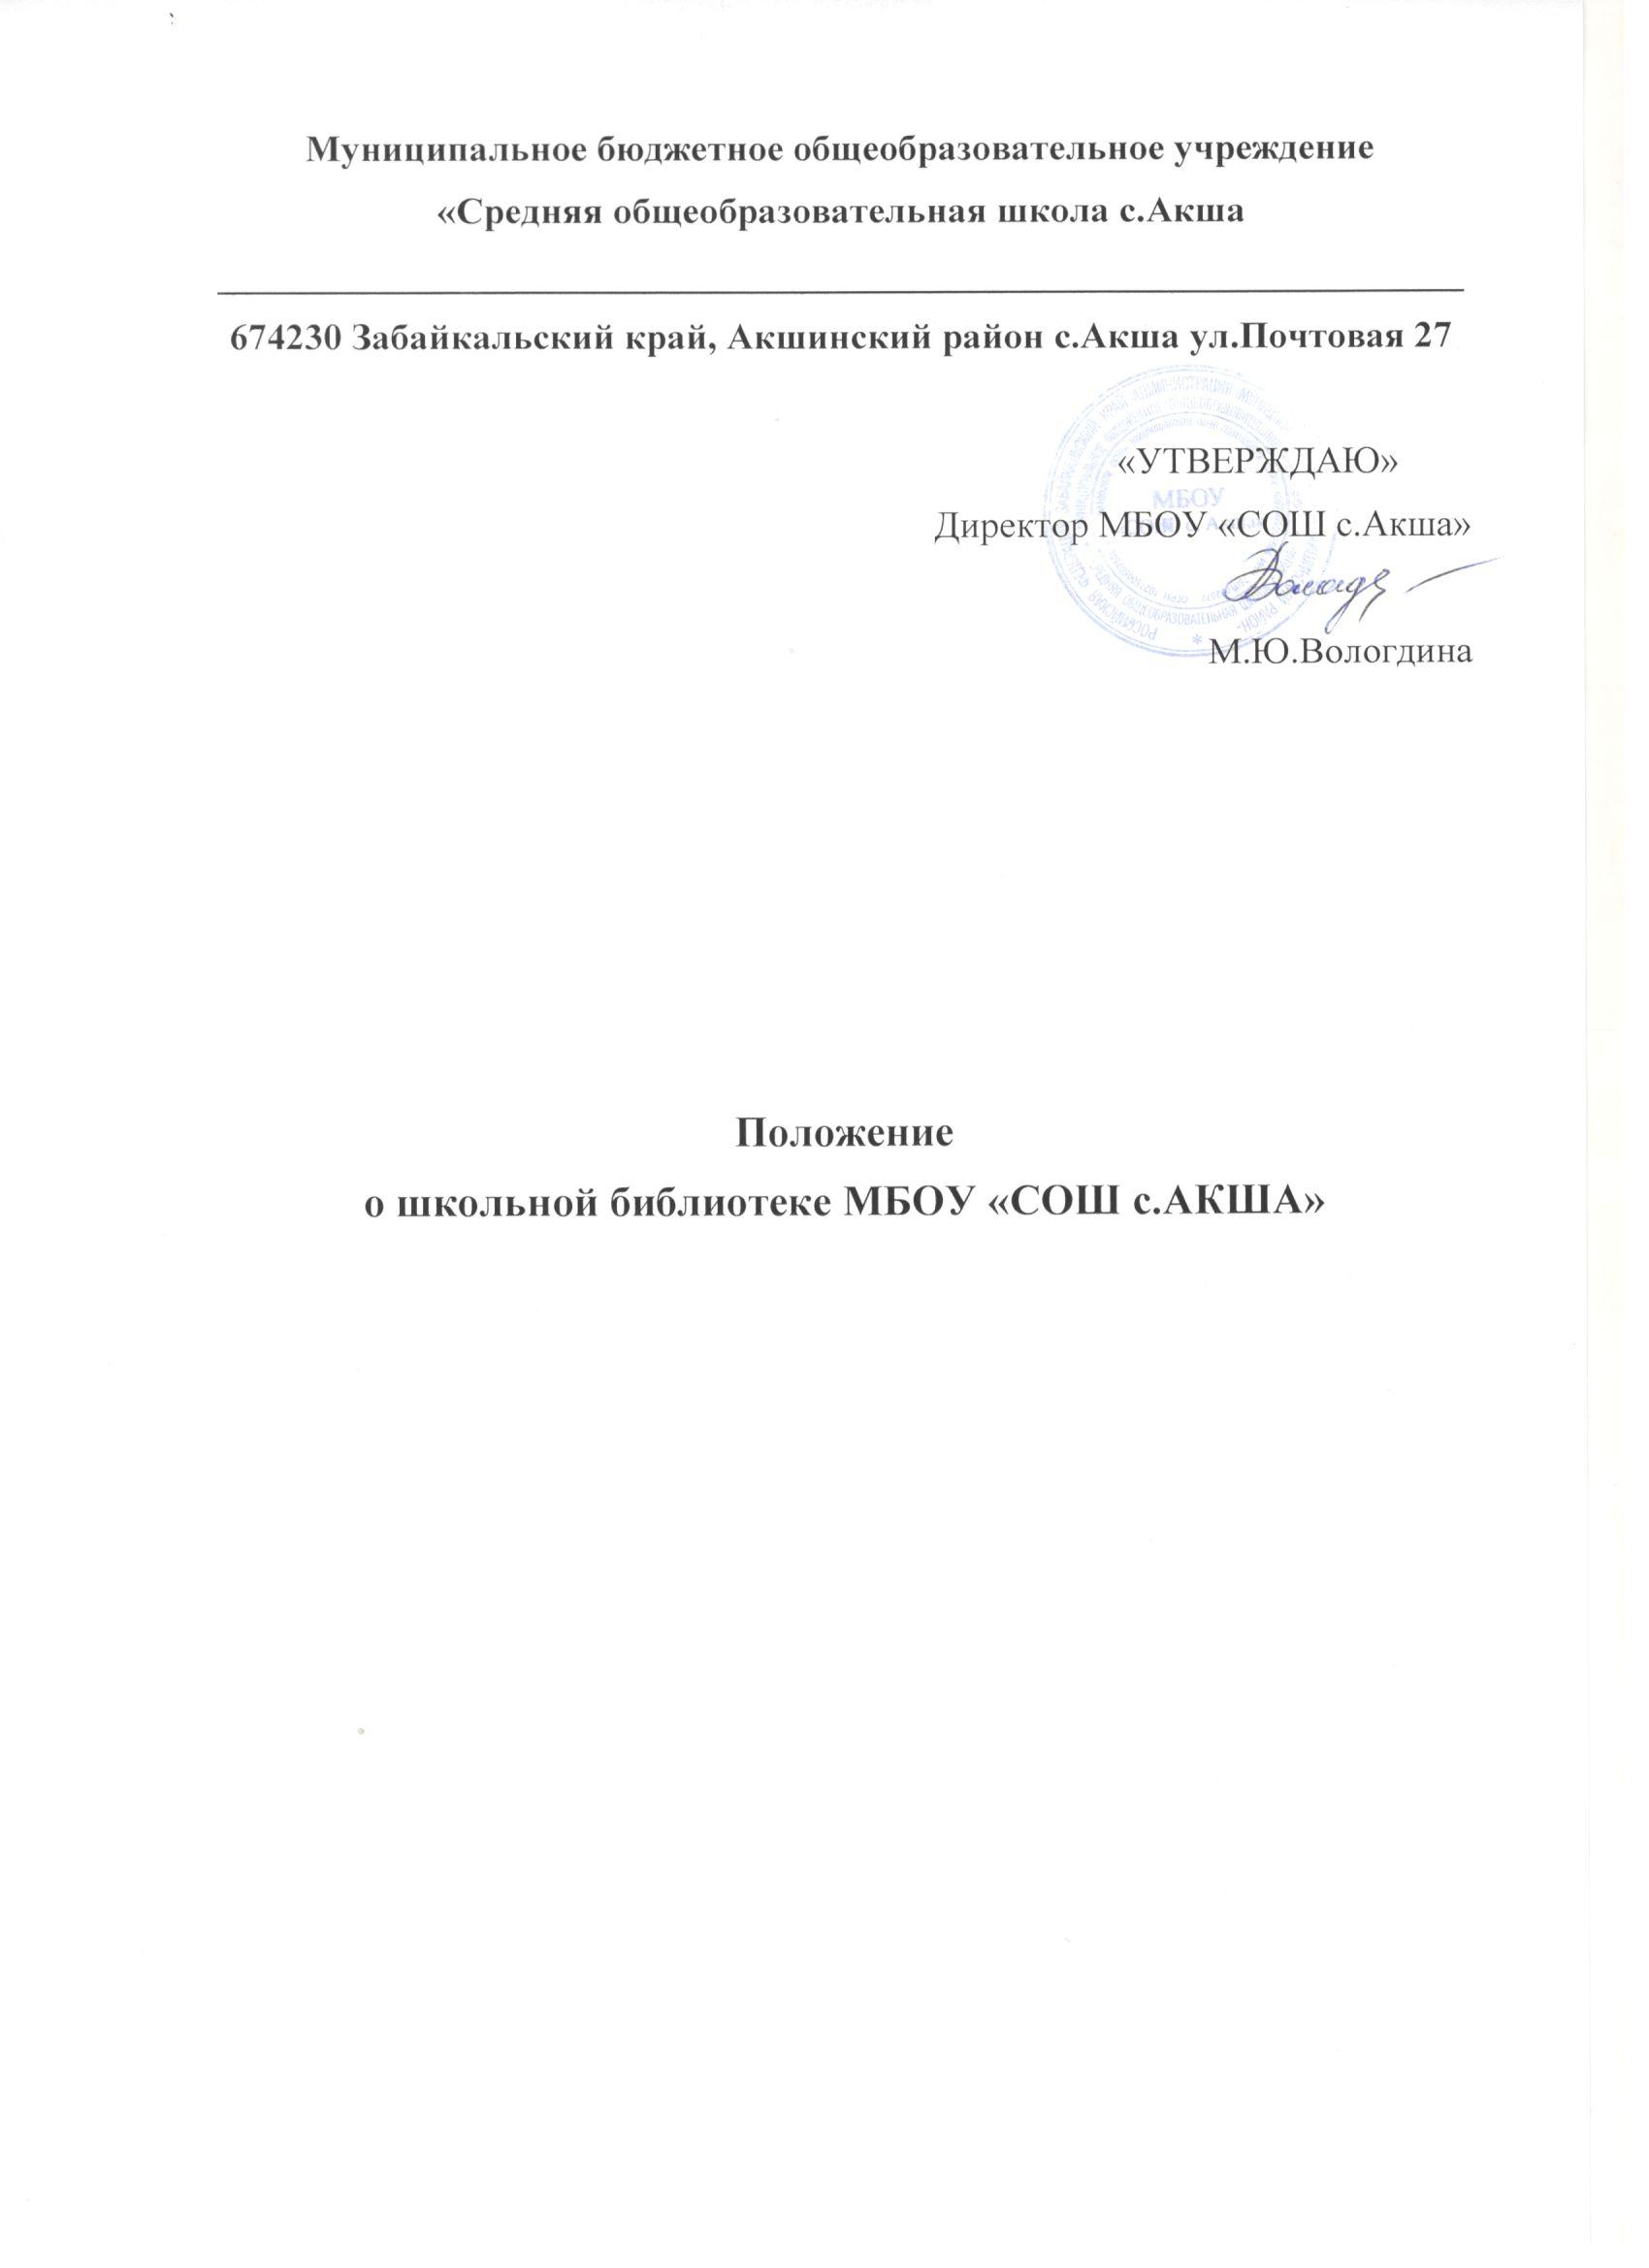 Муниципальное бюджетное общеобразовательное учреждение
«Средняя общеобразовательная школа с.Акша
674230 Забайкальский край, Акшинский район с.Акша ул.Почтовая 27
«УТВЕРЖДАЮ»
МБОУ
Директор МБОУ «СОШ с.Акша»
М.Ю.Вологдина
Положение
о школьной библиотеке МБОУ «СОШ с.АКША»